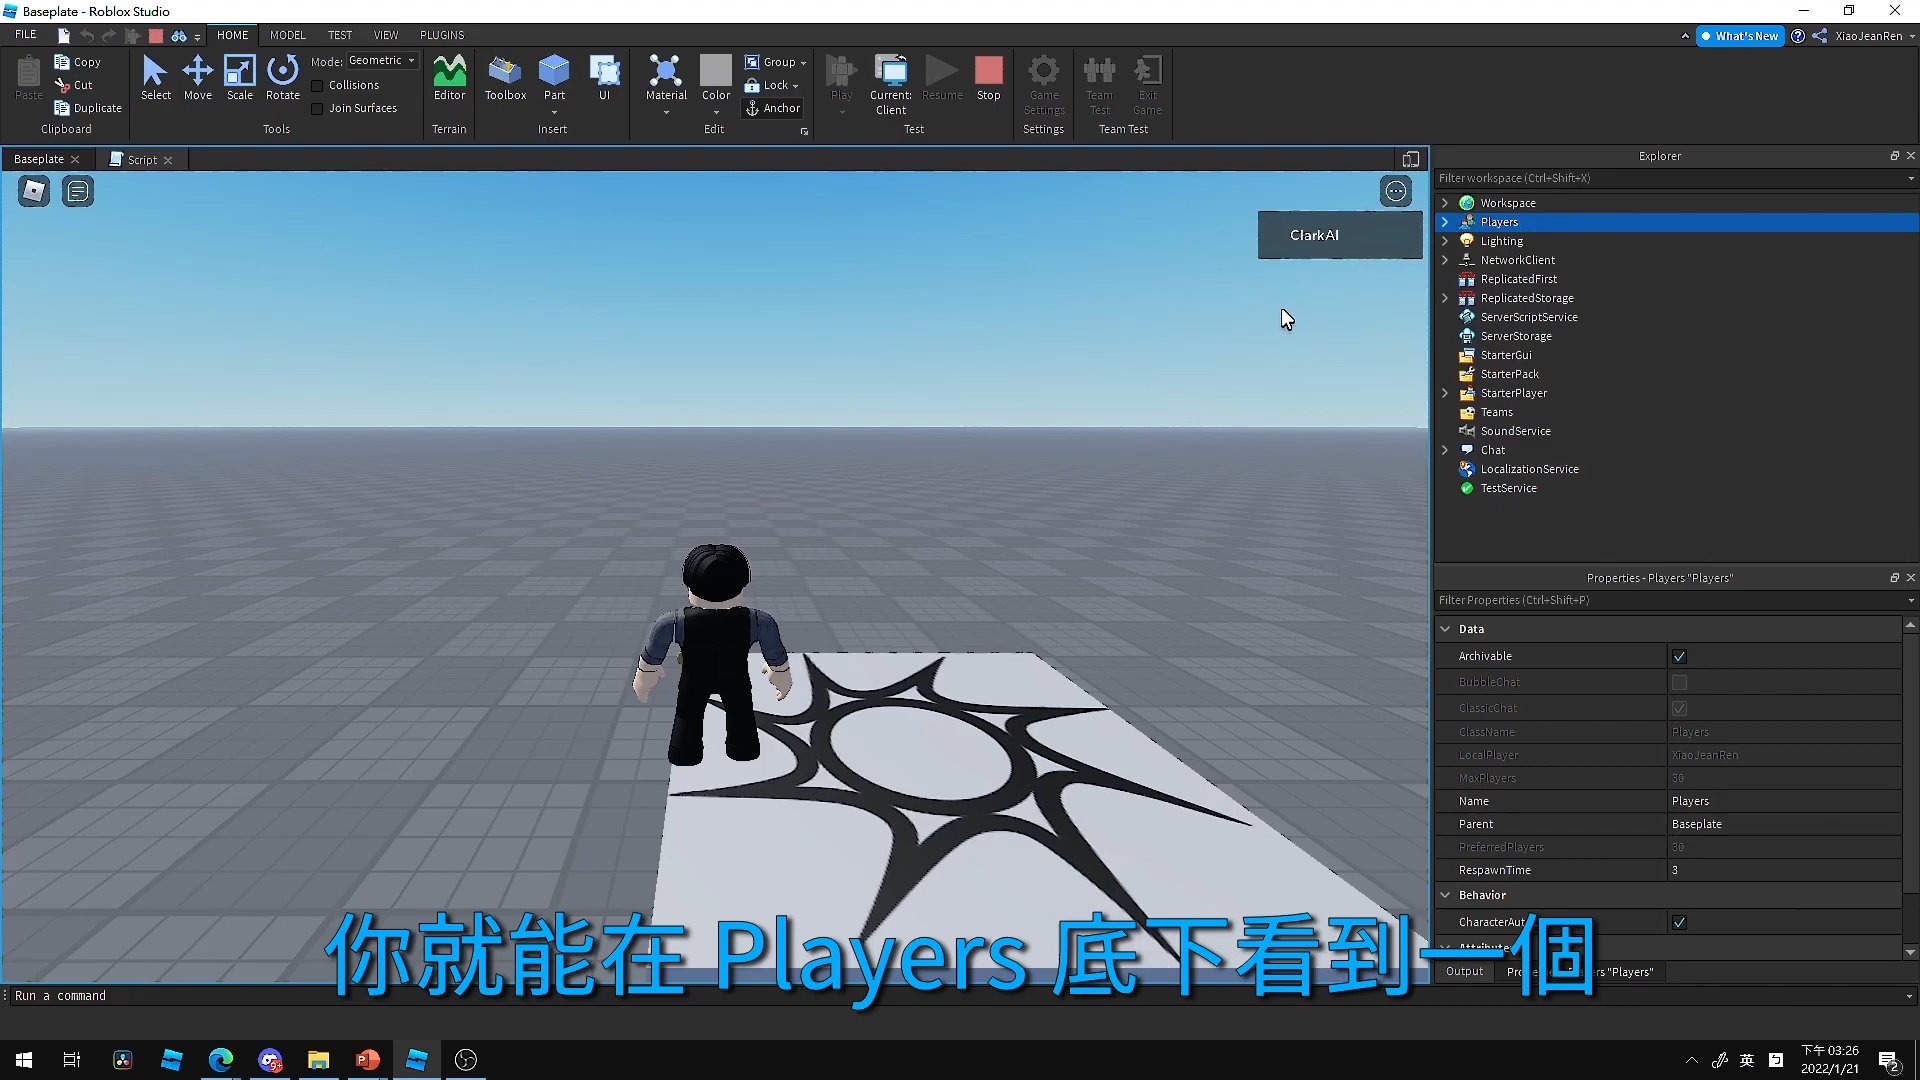 Baseplate - Roblox Studio
FILE HOME MODEL TEST VIEW PLUGINS What's New XiaoJeanRen
Paste Copy Cut Duplicate Clipboard
Select Move Scale Rotate Mode: Geometric Collisions Join Surfaces Tools
Editor Terrain
Toolbox Part UI Insert
Material Color Group Lock Anchor Edit
Play Current: Client Resume Stop Test
Game Settings Settings
Team Test Exit Game Team Test
Baseplate Script
ClarkAI
Explorer
Filter workspace (Ctrl+Shift+X)
Workspace
Players
Lighting
NetworkClient
ReplicatedFirst
ReplicatedStorage
ServerScriptService
ServerStorage
StarterGui
StarterPack
StarterPlayer
Teams
SoundService
Chat
LocalizationService
TestService
Properties - Players "Players"
Filter Properties (Ctrl+Shift+P)
Data
Archivable
BubbleChat
ClassicChat
ClassName Players
LocalPlayer XiaoJeanRen
MaxPlayers 30
Name Players
Parent Baseplate
PreferredPlayers 30
RespawnTime 3
Behavior
CharacterAut
你就能在 Players 底下看到一個
Output
Run a command
9+
英
下午 03:26
2022/1/21
2